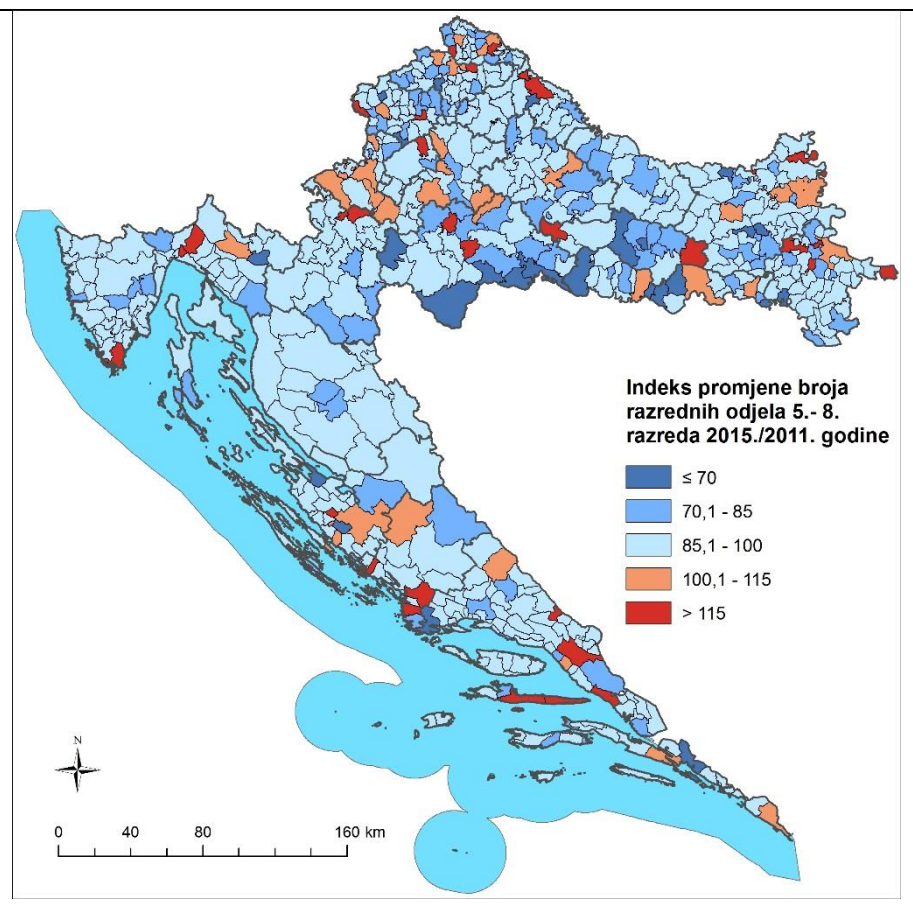 Indeks promjene broja
razrednih odjela 5.- 8.
razreda 2015./2011. godine
≤ 70
70,1 - 85
85,1 - 100
100,1 - 115
> 115
N
0 40 80 160 km